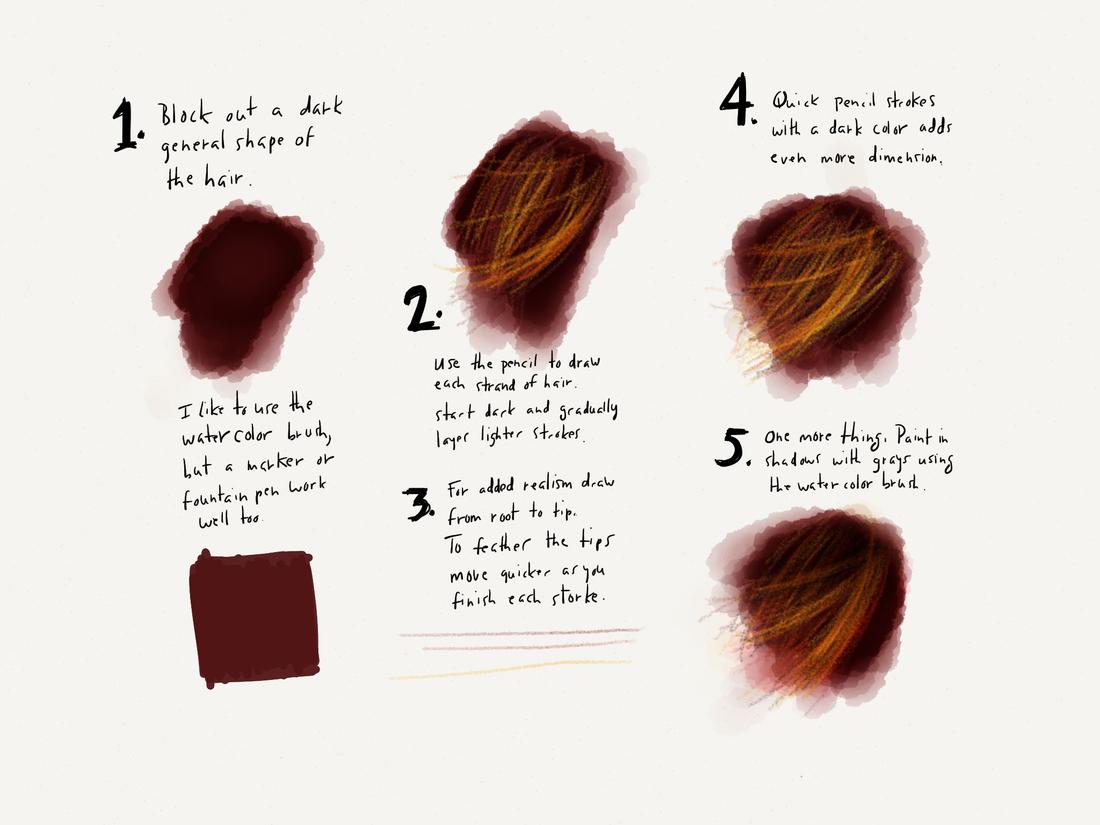 1. Block out a dark
general shape of
the hair.
I like to use the
watercolor brush,
but a marker or
fountain pen work
well too.
2.
Use the pencil to draw
each strand of hair.
start dark and gradually
layer lighter strokes.
3. For added realism draw
from root to tip.
To feather the tips
move quicker as you
finish each storke.
4. Quick pencil strokes
with a dark color adds
even more dimension.
5. One more thing. Paint in
shadows with grays using
the watercolor brush.